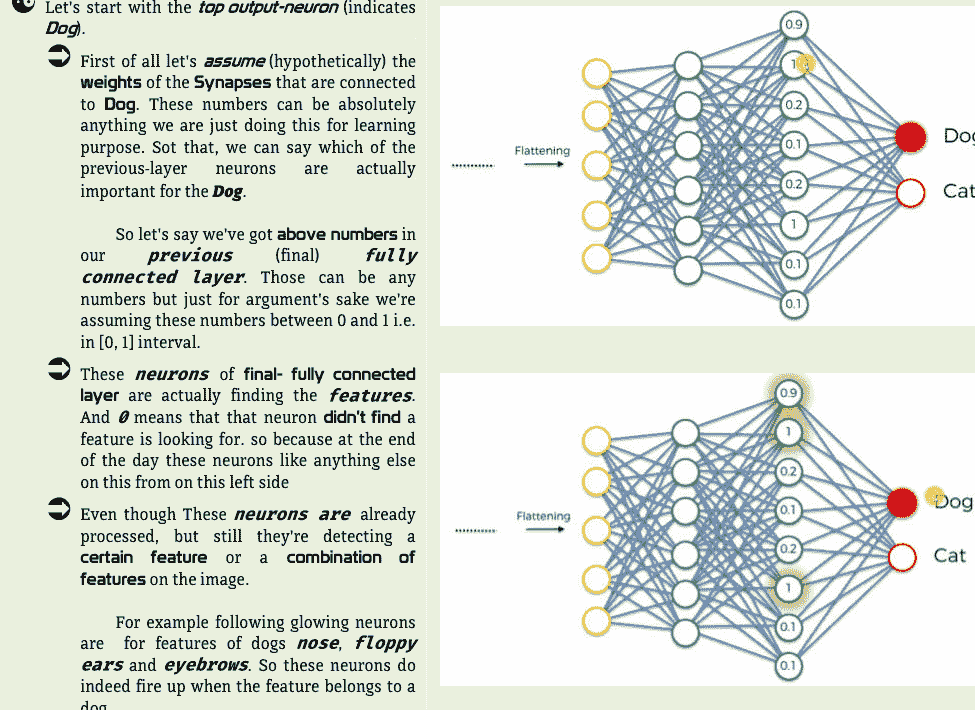 Let's start with the top output-neuron (indicates
Dog).
First of all let's assume (hypothetically) the
weights of the Synapses that are connected
to Dog. These numbers can be absolutely
anything we are just doing this for learning
purpose. Sot that, we can say which of the
previous-layer neurons are actually
important for the Dog.
So let's say we've got above numbers in
our previous (final) fully
connected layer. Those can be any
numbers but just for argument's sake we're
assuming these numbers between 0 and 1 i.e.
in [0, 1] interval.
These neurons of final- fully connected
layer are actually finding the features.
And 0 means that that neuron didn't find a
feature is looking for. so because at the end
of the day these neurons like anything else
on this from on this left side
Even though These neurons are already
processed, but still they're detecting a
certain feature or a combination of
features on the image.
For example following glowing neurons
are for features of dogs nose, floppy
ears and eyebrows. So these neurons do
indeed fire up when the feature belongs to a
dog
0.9
1
0.2
0.1
0.2
1
0.1
0.1
Flattening
Dog
Cat
0.9
1
0.2
0.1
0.2
1
0.1
0.1
Flattening
Dog
Cat